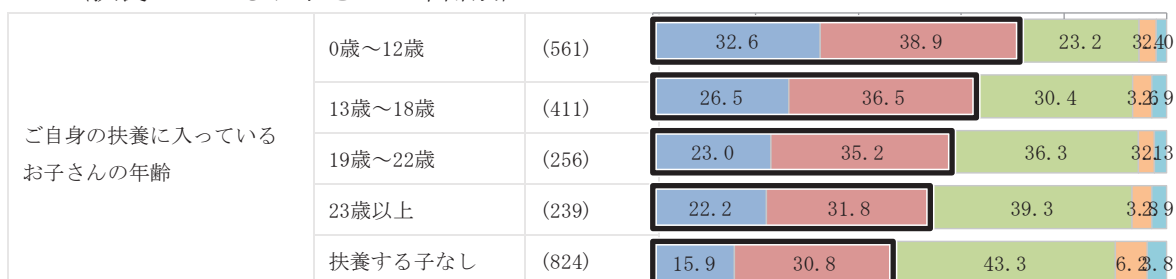 ご自身の扶養に入っている
お子さんの年齢
0歳～12歳 (561) 32.6 38.9 23.2
13歳～18歳 (411) 26.5 36.5 30.4
19歳～22歳 (256) 23.0 35.2 36.3
23歳以上 (239) 22.2 31.8 39.3
扶養する子なし (824) 15.9 30.8 43.3